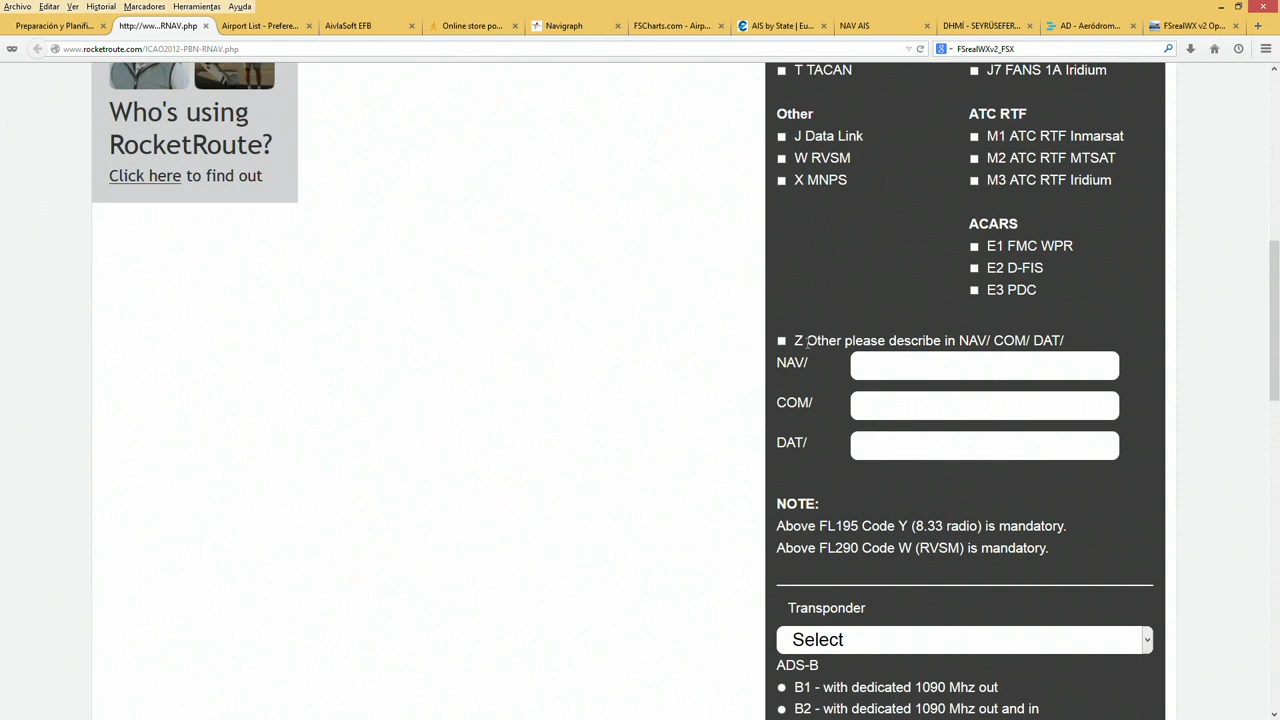 Archivo Editar Ver Historial Marcadores Herramientas Ayuda
Preparación y Planifi... http://ww...RNAV.php Airport List - Prefere... AivlaSoft EFB Online store po... Navigraph FSCharts.com - Airp... AIS by State | Eu... NAV AIS DHMİ - SEYRÜSEFER... AD - Aeródrom... FSrealWX v2 Op...
www.rocketroute.com/ICAO2012-PBN-RNAV.php FSrealWXv2_FSX
Who's using
RocketRoute?
Click here to find out
T TACAN J7 FANS 1A Iridium
Other ATC RTF
J Data Link M1 ATC RTF Inmarsat
W RVSM M2 ATC RTF MTSAT
X MNPS M3 ATC RTF Iridium
ACARS
E1 FMC WPR
E2 D-FIS
E3 PDC
Z Other please describe in NAV/ COM/ DAT/
NAV/
COM/
DAT/
NOTE:
Above FL195 Code Y (8.33 radio) is mandatory.
Above FL290 Code W (RVSM) is mandatory.
Transponder
Select
ADS-B
B1 - with dedicated 1090 Mhz out
B2 - with dedicated 1090 Mhz out and in